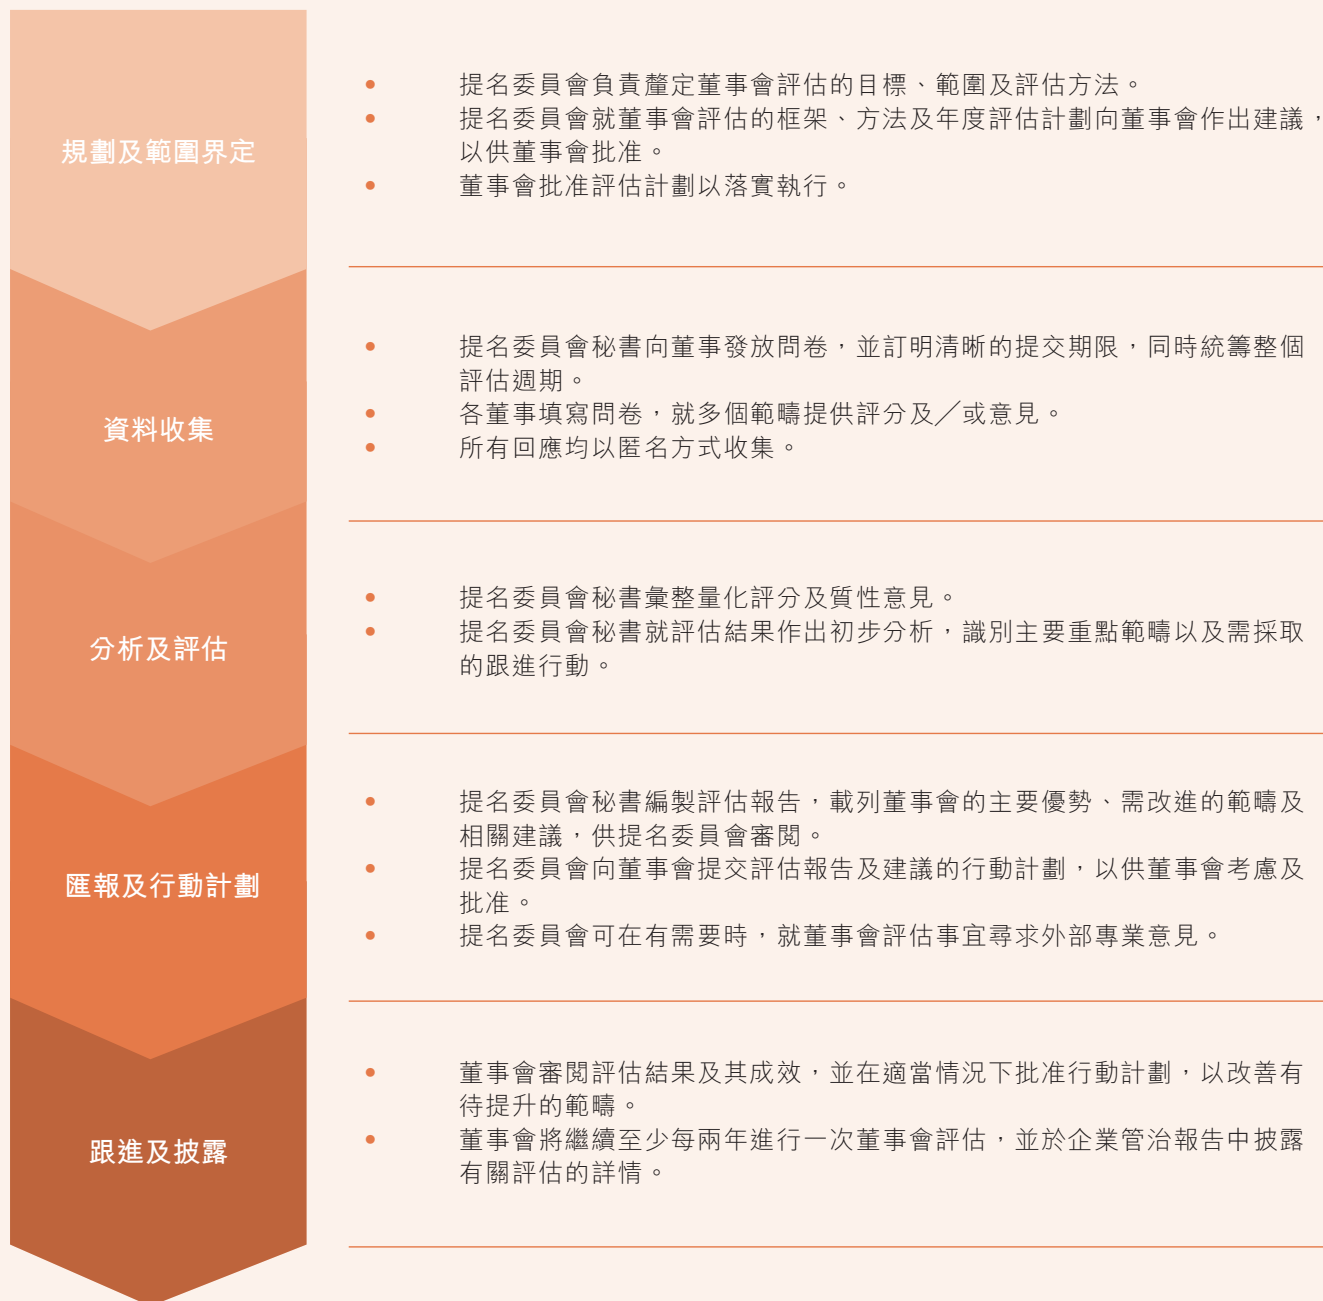 規劃及範圍界定
• 提名委員會負責釐定董事會評估的目標、範圍及評估方法。
• 提名委員會就董事會評估的框架、方法及年度評估計劃向董事會作出建議，
以供董事會批准。
• 董事會批准評估計劃以落實執行。
資料收集
• 提名委員會秘書向董事發放問卷，並訂明清晰的提交期限，同時統籌整個
評估週期。
• 各董事填寫問卷，就多個範疇提供評分及╱或意見。
• 所有回應均以匿名方式收集。
分析及評估
• 提名委員會秘書彙整量化評分及質性意見。
• 提名委員會秘書就評估結果作出初步分析，識別主要重點範疇以及需採取
的跟進行動。
匯報及行動計劃
• 提名委員會秘書編製評估報告，載列董事會的主要優勢、需改進的範疇及
相關建議，供提名委員會審閱。
• 提名委員會向董事會提交評估報告及建議的行動計劃，以供董事會考慮及
批准。
• 提名委員會可在有需要時，就董事會評估事宜尋求外部專業意見。
跟進及披露
• 董事會審閱評估結果及其成效，並在適當情況下批准行動計劃，以改善有
待提升的範疇。
• 董事會將繼續至少每兩年進行一次董事會評估，並於企業管治報告中披露
有關評估的詳情。